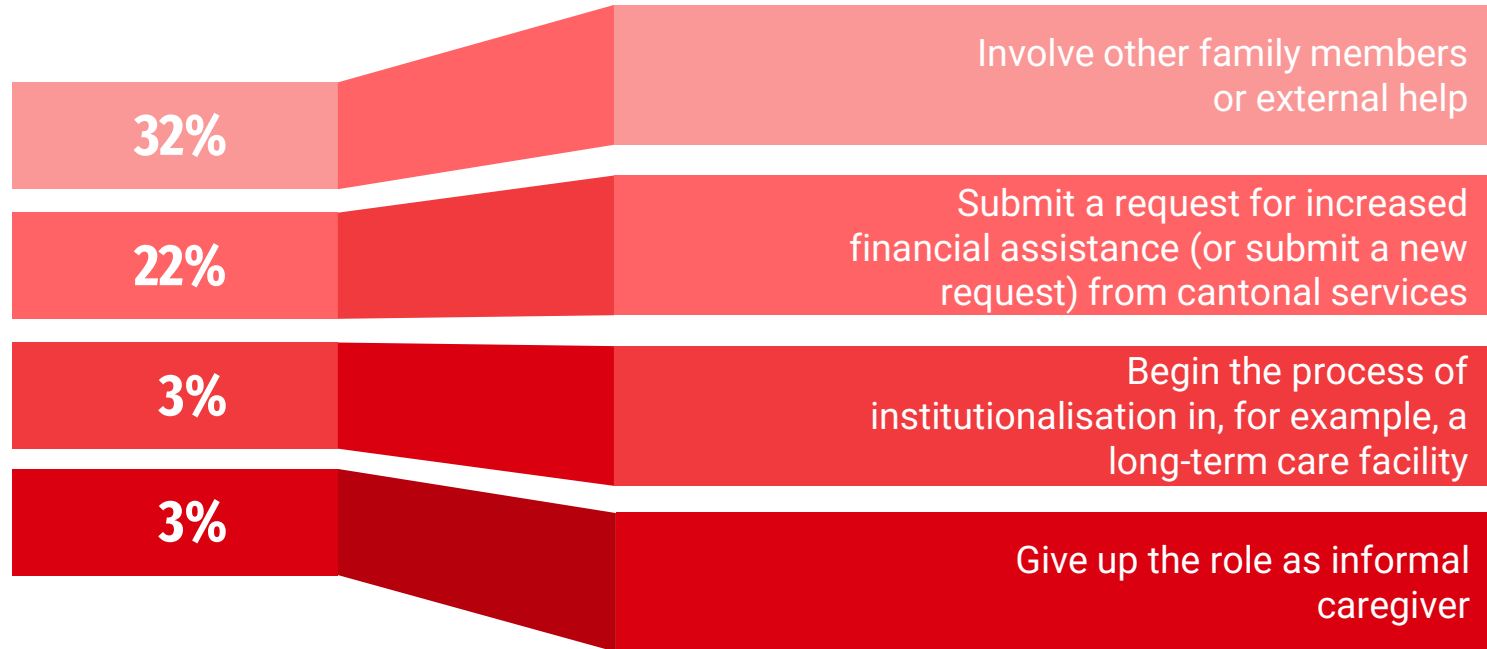 32%
Involve other family members
or external help
22%
Submit a request for increased
financial assistance (or submit a new
request) from cantonal services
3%
Begin the process of
institutionalisation in, for example, a
long-term care facility
3%
Give up the role as informal
caregiver